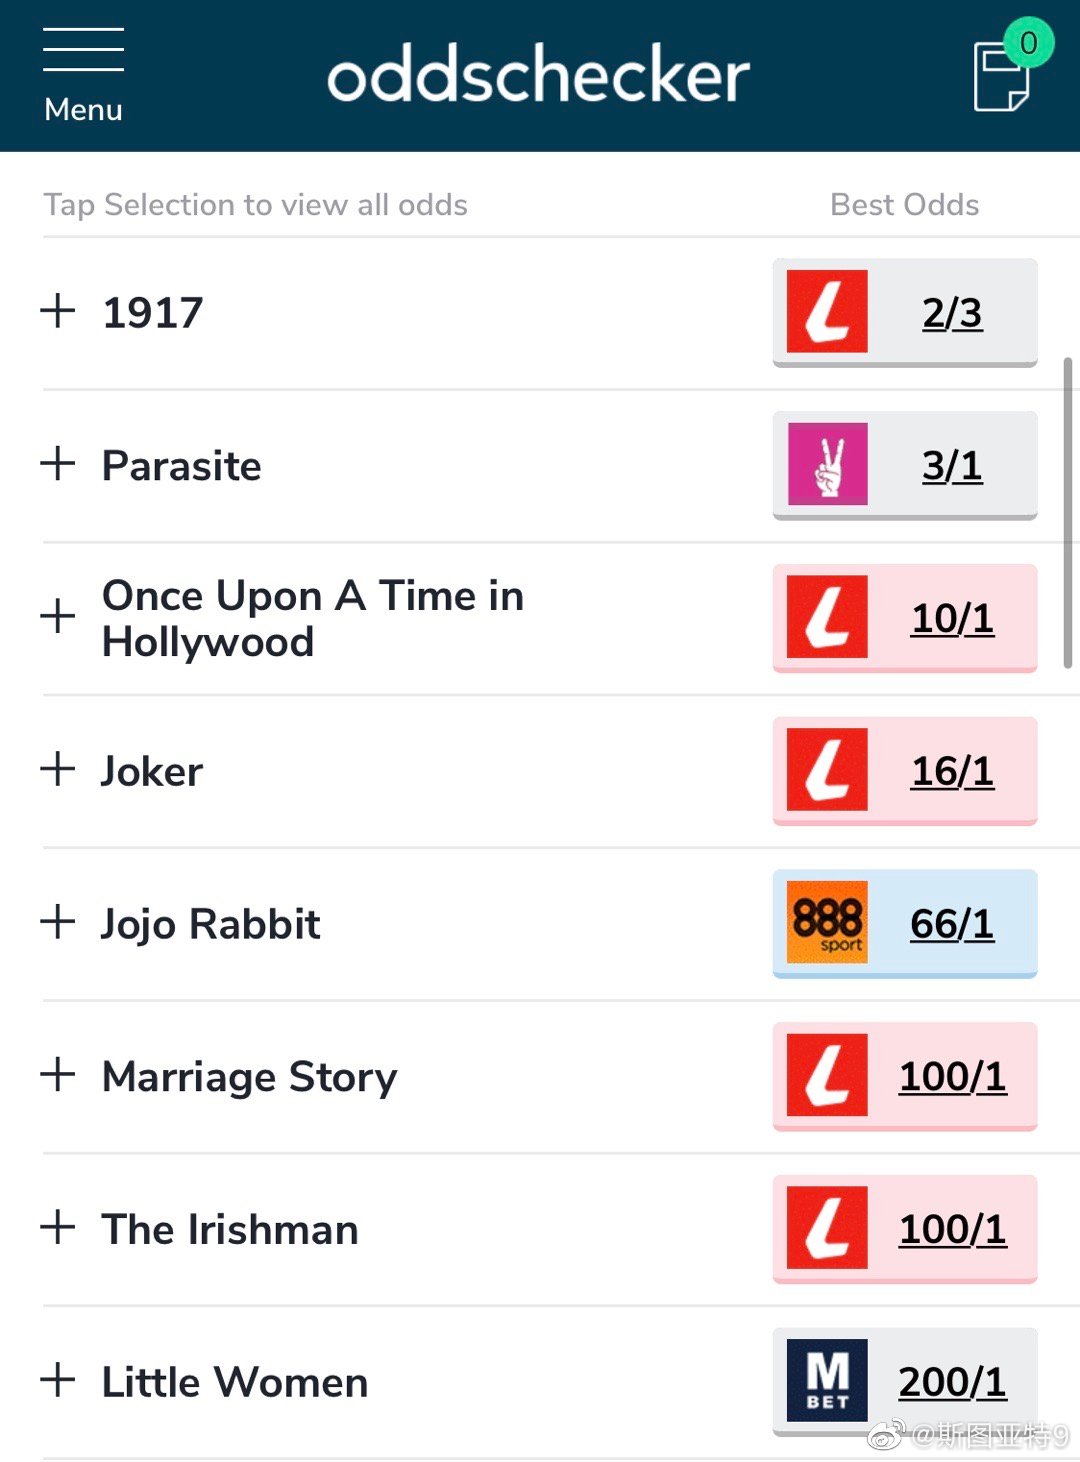 oddschecker
0
Menu
Tap Selection to view all odds
Best Odds
1917
2/3
Parasite
3/1
Once Upon A Time in
Hollywood
10/1
Joker
16/1
Jojo Rabbit
888
sport
66/1
Marriage Story
100/1
The Irishman
100/1
Little Women
M
BET
200/1
@斯图亚特9